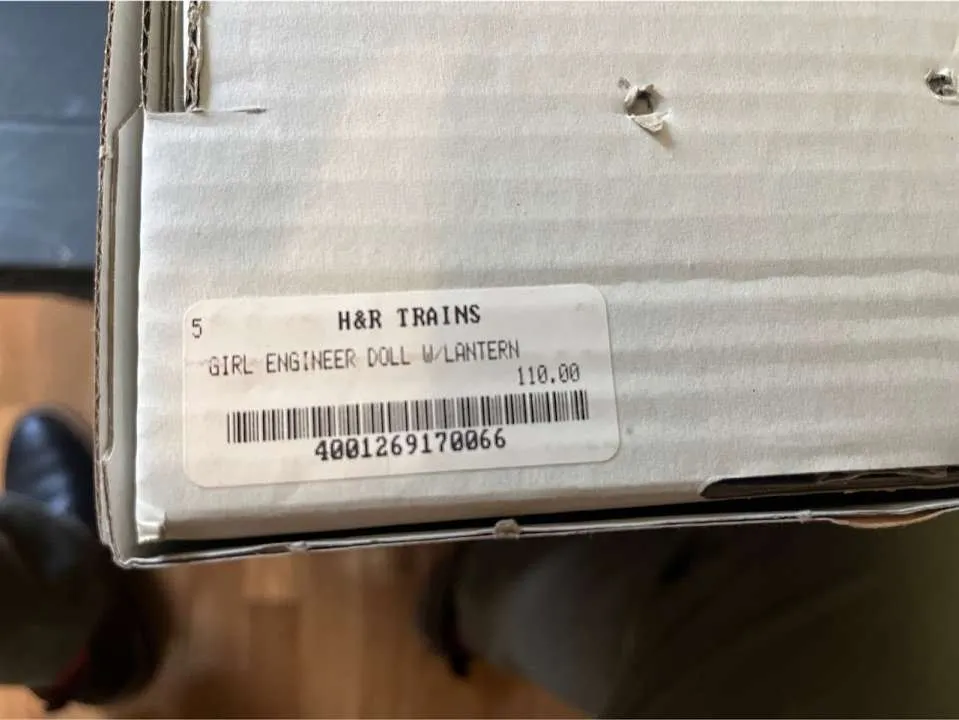 5
H&R TRAINS
GIRL ENGINEER DOLL W/LANTERN
110.00
4001269170066